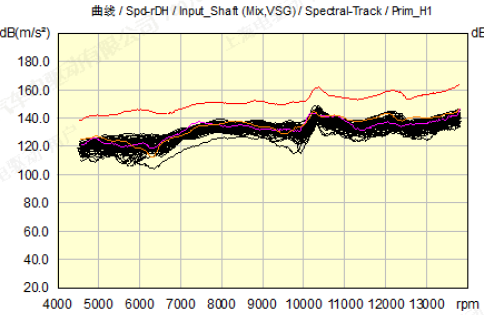 曲线 / Spd-rDH / Input_Shaft (Mix,VSG) / Spectral-Track / Prim_H1
dB(m/s²)
dE
180.0
160.0
140.0
120.0
100.0
80.0
60.0
40.0
20.0
4000 5000 6000 7000 8000 9000 10000 11000 12000 13000 rpm